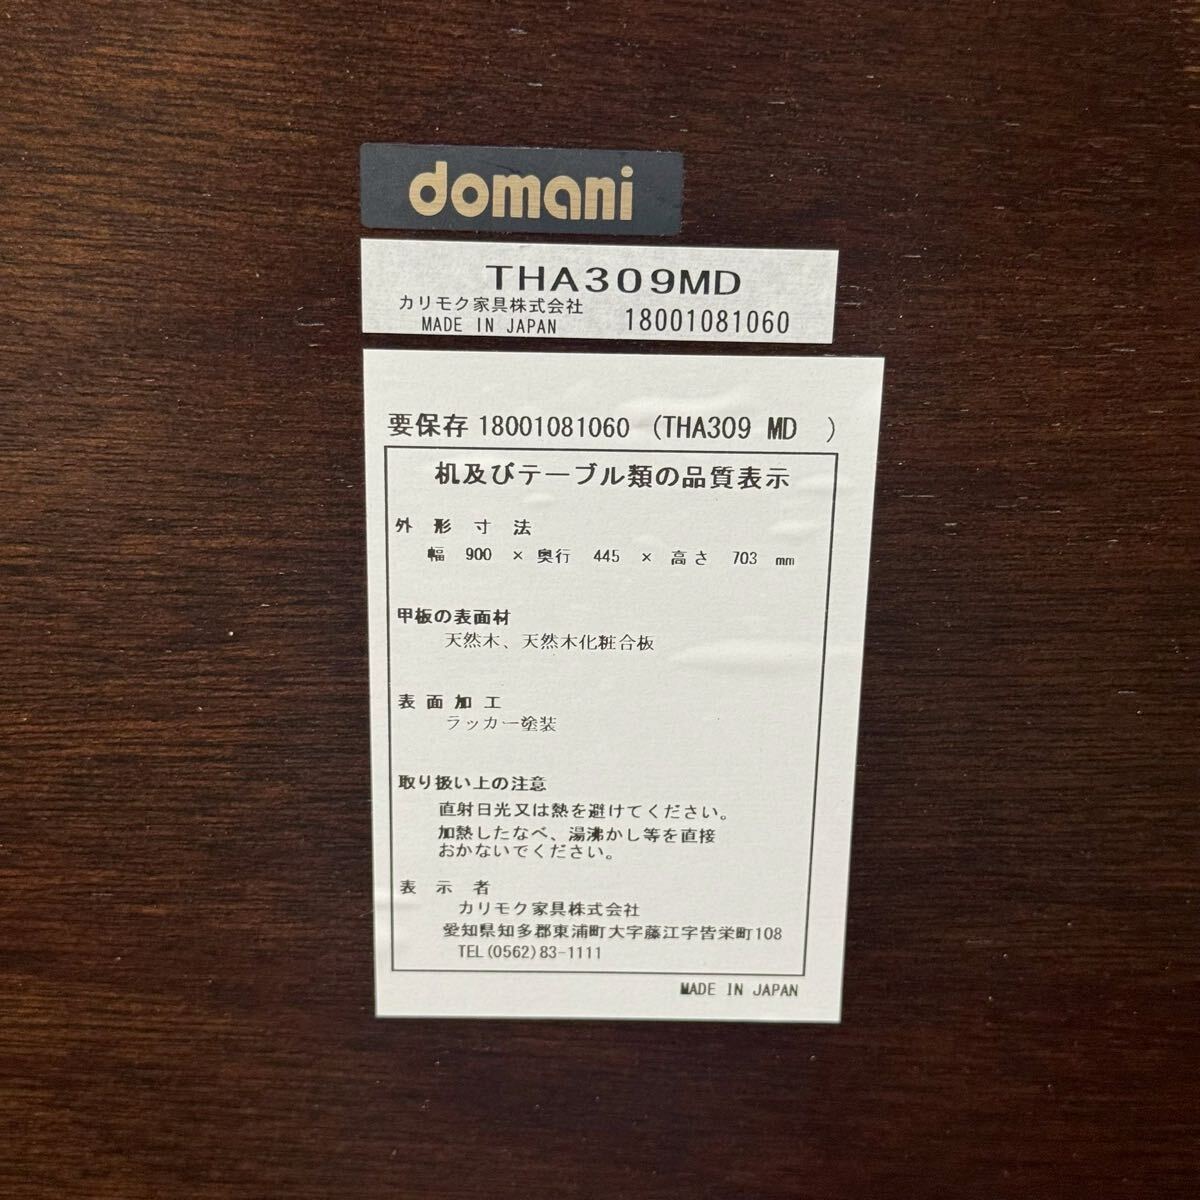 domani
THA309MD
カリモク家具株式会社
MADE IN JAPAN 18001081060
要保存 18001081060 (THA309 MD )
机及びテーブル類の品質表示
外形寸法
幅 900 × 奥行 445 × 高さ 703 mm
甲板の表面材
天然木、天然木化粧合板
表面加工
ラッカー塗装
取り扱い上の注意
直射日光又は熱を避けてください。
加熱したなべ、湯沸かし等を直接
おかないでください。
表示者
カリモク家具株式会社
愛知県知多郡東浦町大字藤江字皆栄町108
TEL(0562)83-1111
MADE IN JAPAN